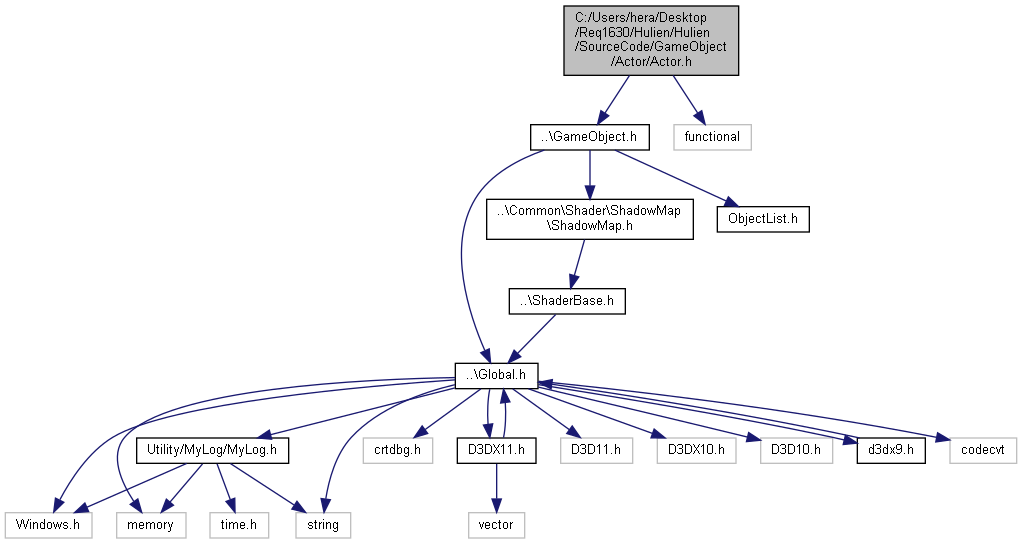 C:/Users/hera/Desktop
/Req1630/Hulien/Hulien
/SourceCode/GameObject
/Actor/Actor.h
..\GameObject.h
functional
..\Common\Shader\ShadowMap
\ShadowMap.h
ObjectList.h
..\ShaderBase.h
..\Global.h
Utility/MyLog/MyLog.h
crtdbg.h
D3DX11.h
D3D11.h
D3DX10.h
D3D10.h
d3dx9.h
codecvt
Windows.h
memory
time.h
string
vector